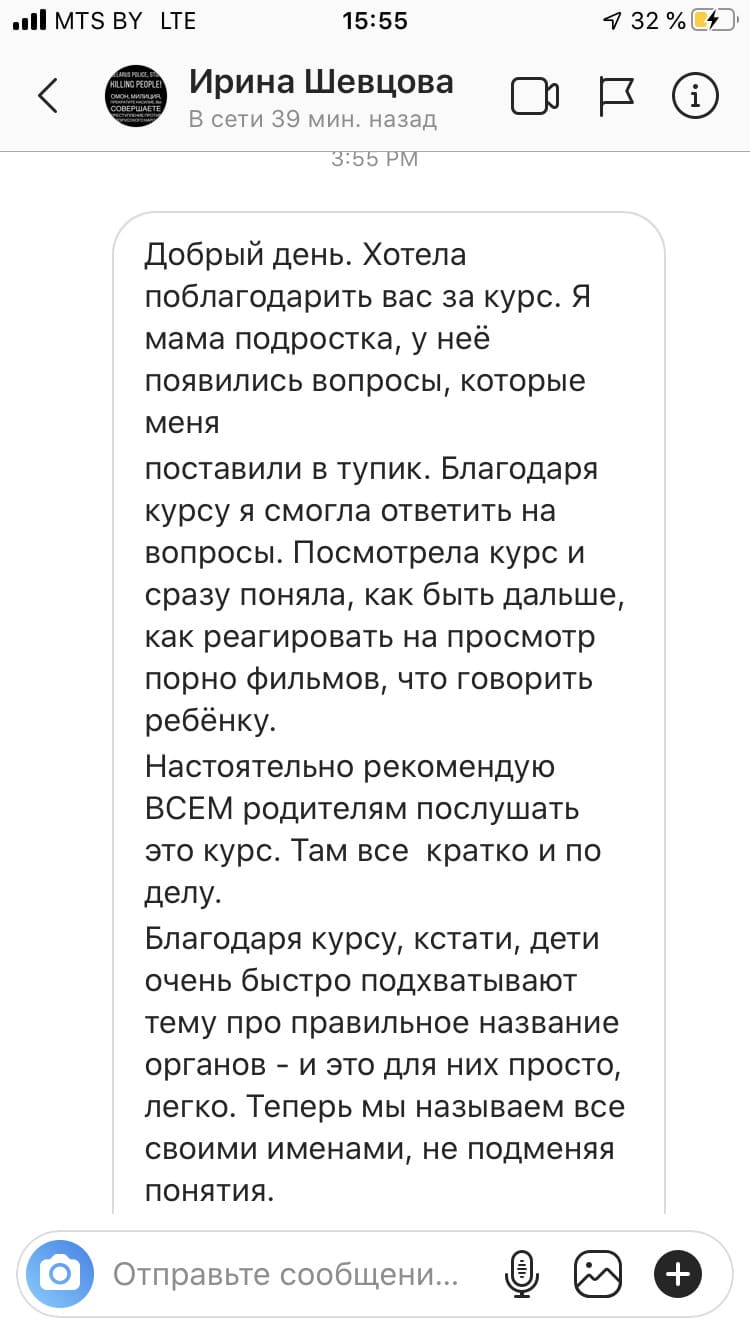 MTS BY LTE 15:55 32 %
Ирина Шевцова
В сети 39 мин. назад
3:55 PM
Добрый день. Хотела
поблагодарить вас за курс. Я
мама подростка, у неё
появились вопросы, которые
меня
поставили в тупик. Благодаря
курсу я смогла ответить на
вопросы. Посмотрела курс и
сразу поняла, как быть дальше,
как реагировать на просмотр
порно фильмов, что говорить
ребёнку.
Настоятельно рекомендую
ВСЕМ родителям послушать
это курс. Там все  кратко и по
делу.
Благодаря курсу, кстати, дети
очень быстро подхватывают
тему про правильное название
органов - и это для них просто,
легко. Теперь мы называем все
своими именами, не подменяя
понятия.
Отправьте сообщени...